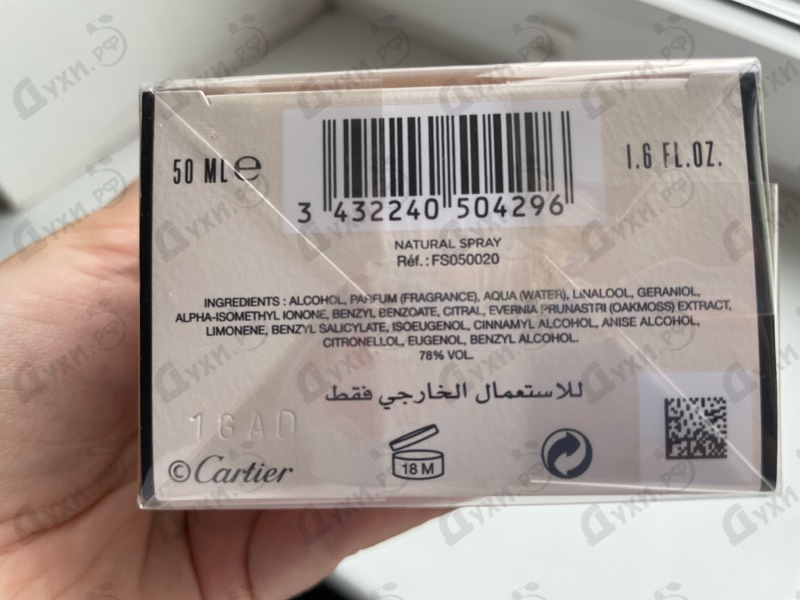 50 ML e
1.6 FL.OZ.
3 432240 504296
NATURAL SPRAY
Réf. : FS050020
INGREDIENTS : ALCOHOL, PARFUM (FRAGRANCE), AQUA (WATER), LINALOOL, GERANIOL,
ALPHA-ISOMETHYL IONONE, BENZYL BENZOATE, CITRAL, EVERNIA PRUNASTRI (OAKMOSS) EXTRACT,
LIMONENE, BENZYL SALICYLATE, ISOEUGENOL, CINNAMYL ALCOHOL, ANISE ALCOHOL,
CITRONELLOL, EUGENOL, BENZYL ALCOHOL.
78% VOL.
للاستعمال الخارجي فقط
1GAD
© Cartier
18 M
Духи.рф